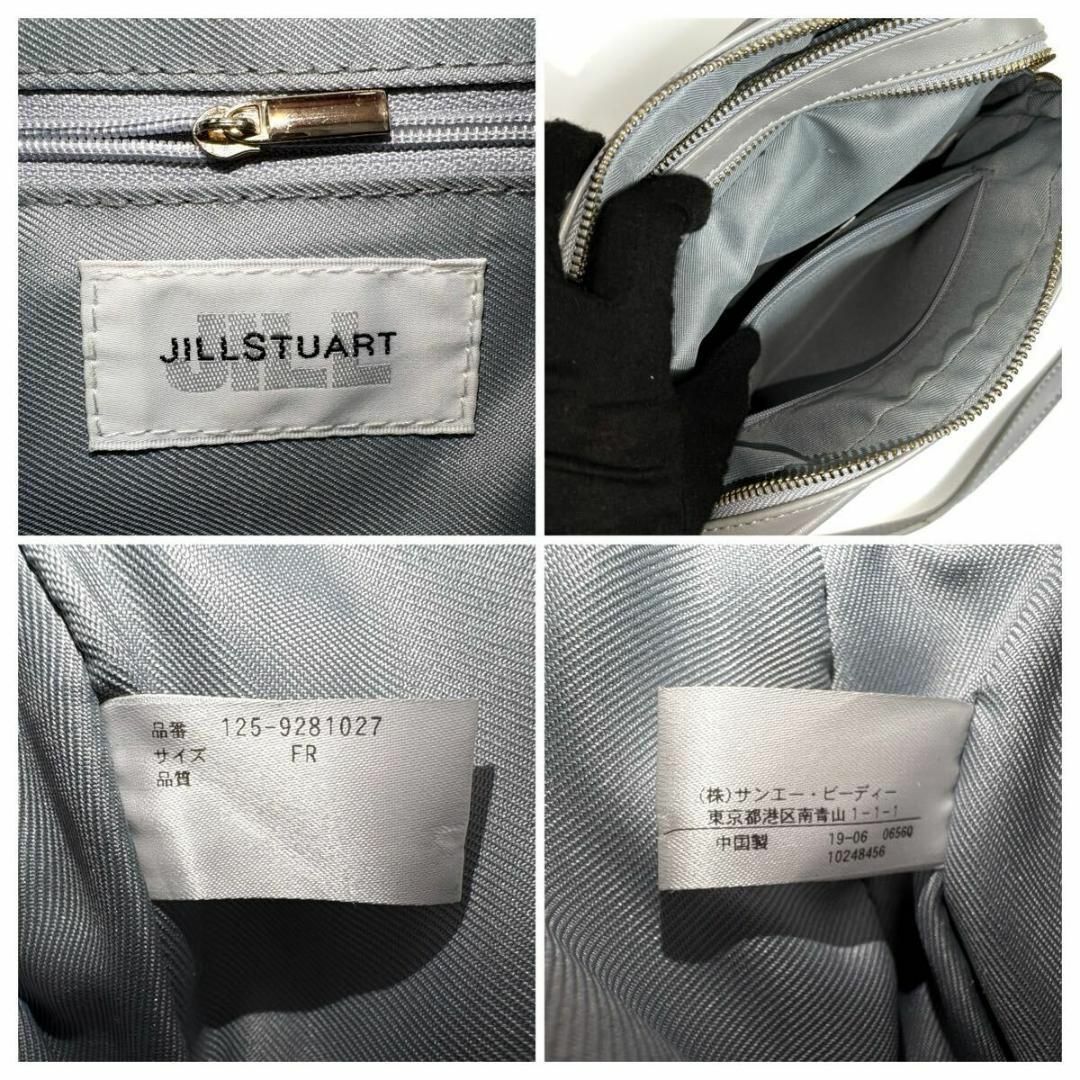 JILL
JILLSTUART
品番 125-9281027
サイズ FR
品質
(株)サンエー・ビーディー
東京都港区南青山1-1-1
中国製 19-06 0656Q
10248456